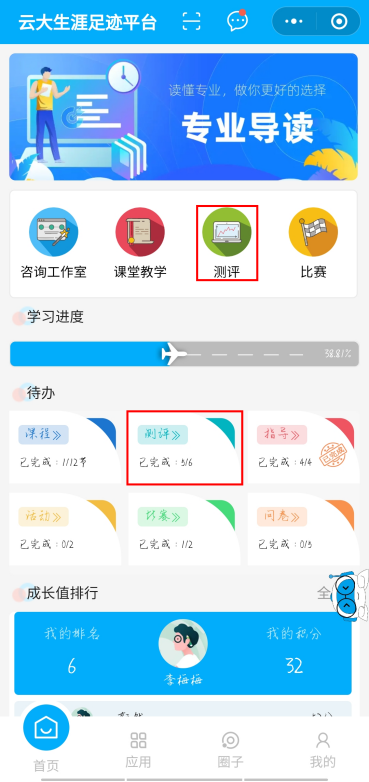 云大生涯足迹平台
读懂专业，做你更好的选择
专业导读
咨询工作室 课堂教学 测评 比赛
学习进度
38.81%
待办
课程 测评 指导
已完成：1/12节 已完成：5/6 已完成：4/4
已完成
活动 比赛 问卷
已完成：0/2 已完成：1/2 已完成：0/3
成长值排行
全
我的排名 我的积分
6 32
李梅梅
首页 应用 圈子 我的